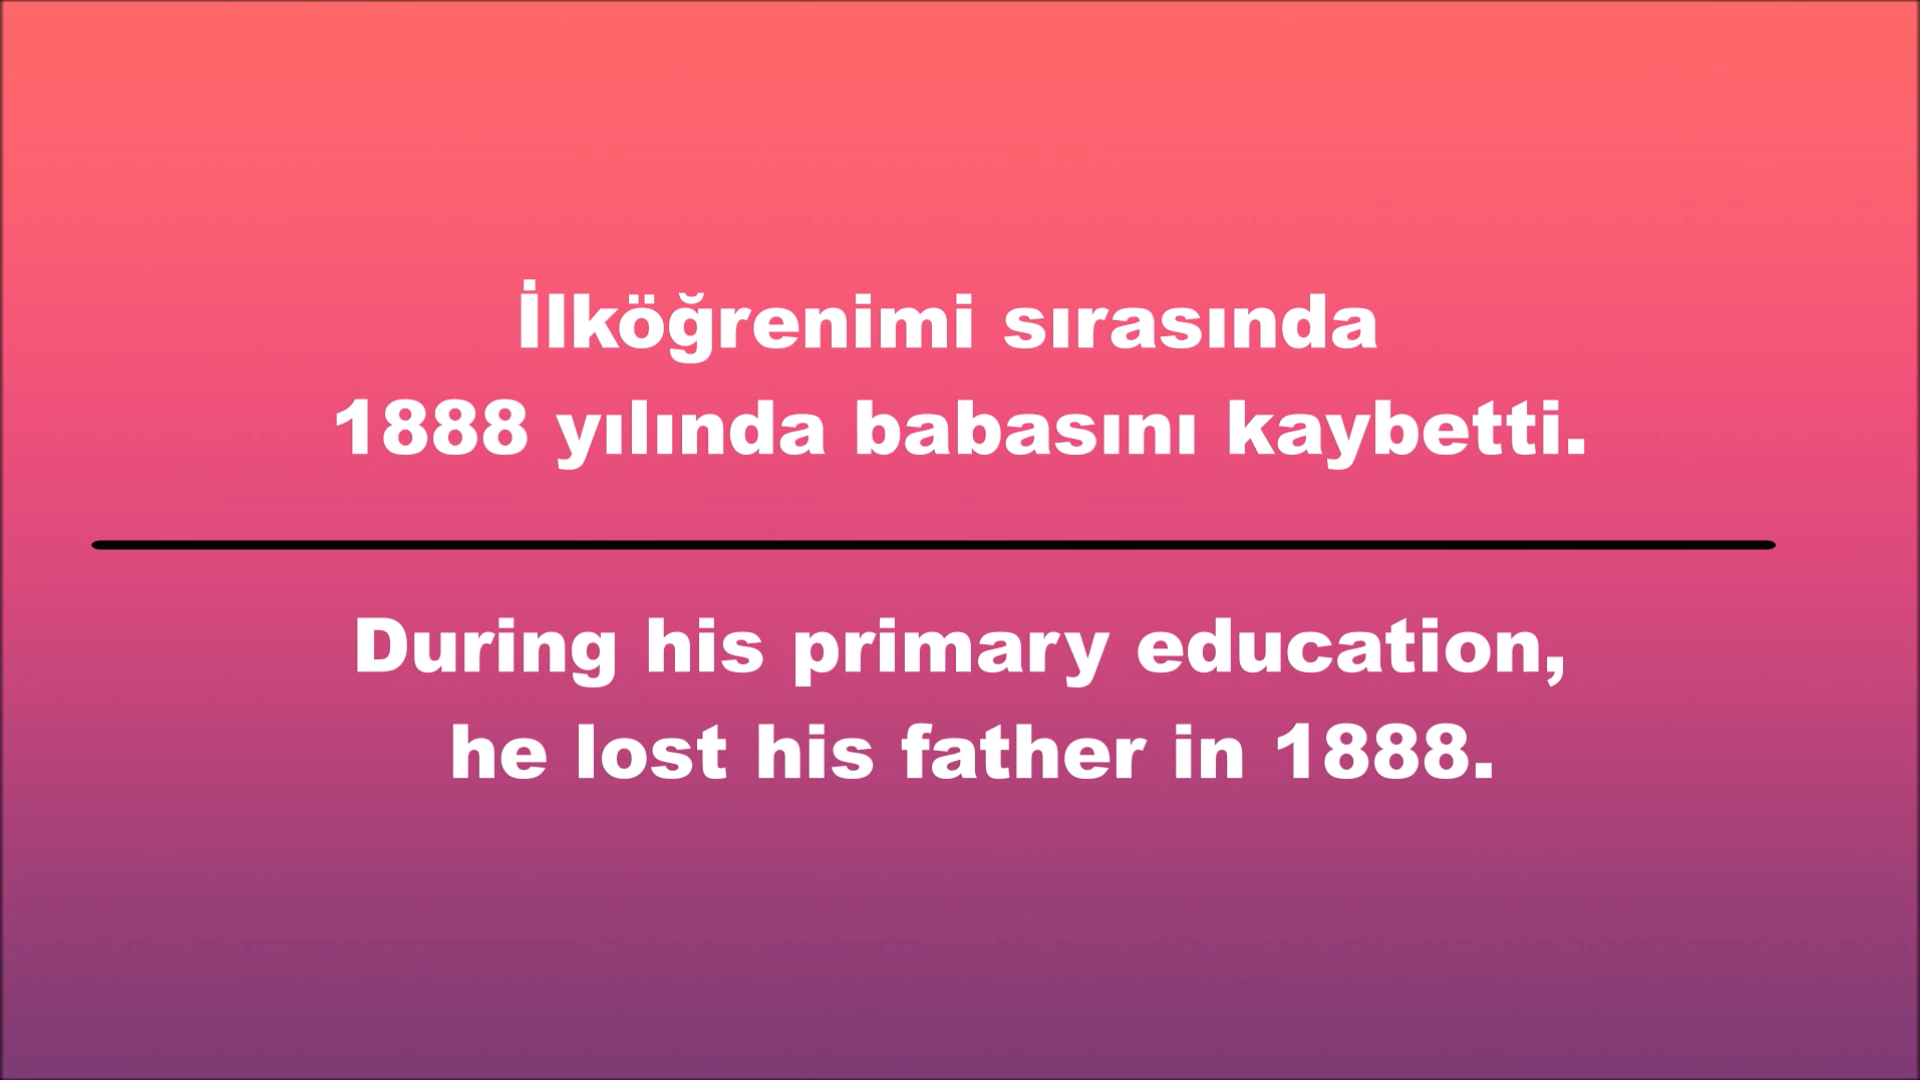 İlköğrenimi sırasında
1888 yılında babasını kaybetti.
During his primary education,
he lost his father in 1888.